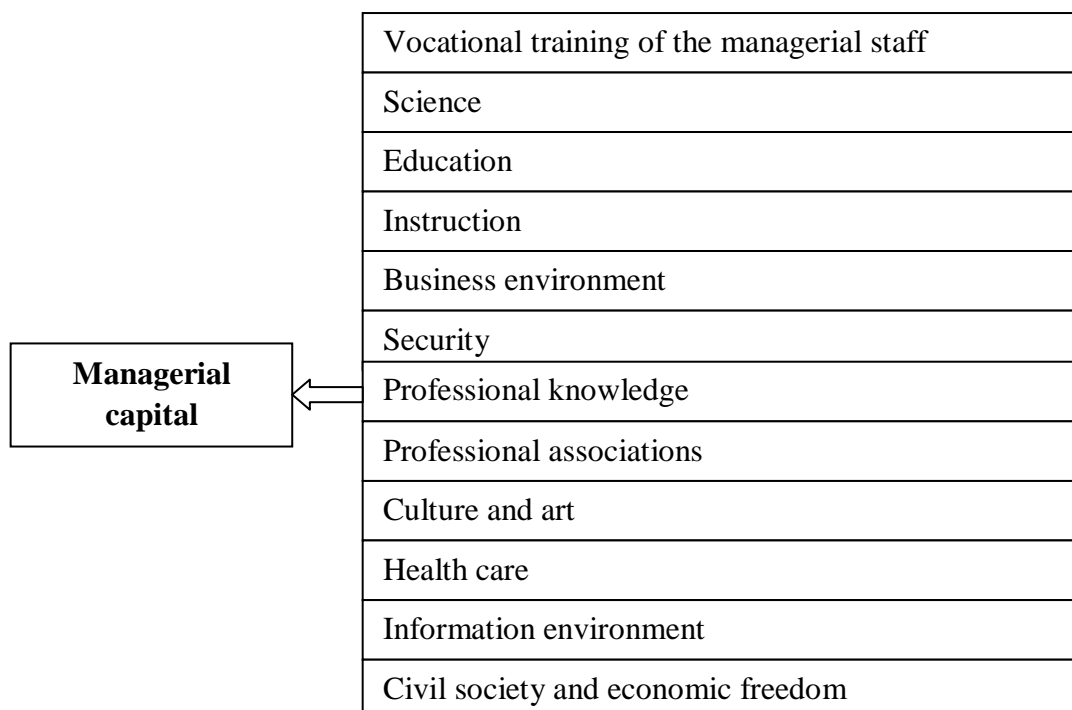 Vocational training of the managerial staff
Science
Education
Instruction
Business environment
Security
Managerial
capital
Professional knowledge
Professional associations
Culture and art
Health care
Information environment
Civil society and economic freedom